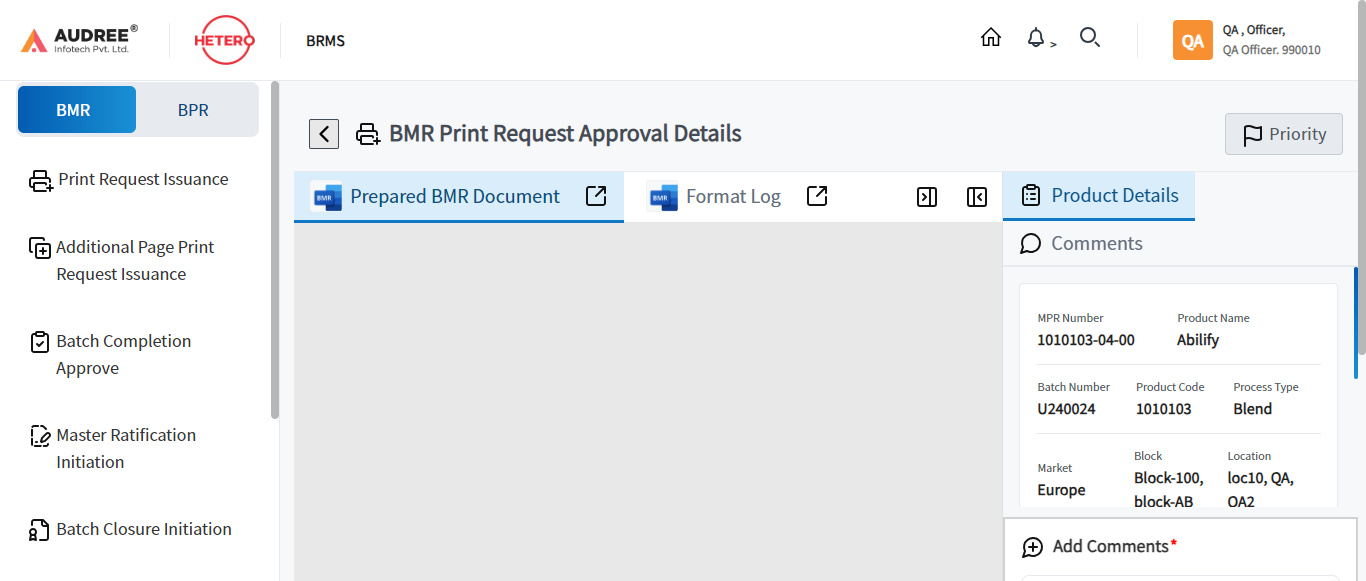 AUDREE®
Infotech Pvt. Ltd.
HETERO
BRMS
>
QA
QA , Officer,
QA Officer. 990010
BMR
BPR
Print Request Issuance
Additional Page Print
Request Issuance
Batch Completion
Approve
Master Ratification
Initiation
Batch Closure Initiation
BMR Print Request Approval Details
Priority
BMR
Prepared BMR Document
BMR
Format Log
Product Details
Comments
MPR Number
1010103-04-00
Product Name
Abilify
Batch Number
U240024
Product Code
1010103
Process Type
Blend
Market
Europe
Block
Block-100,
block-AB
Location
loc10, QA,
QA2
Add Comments*